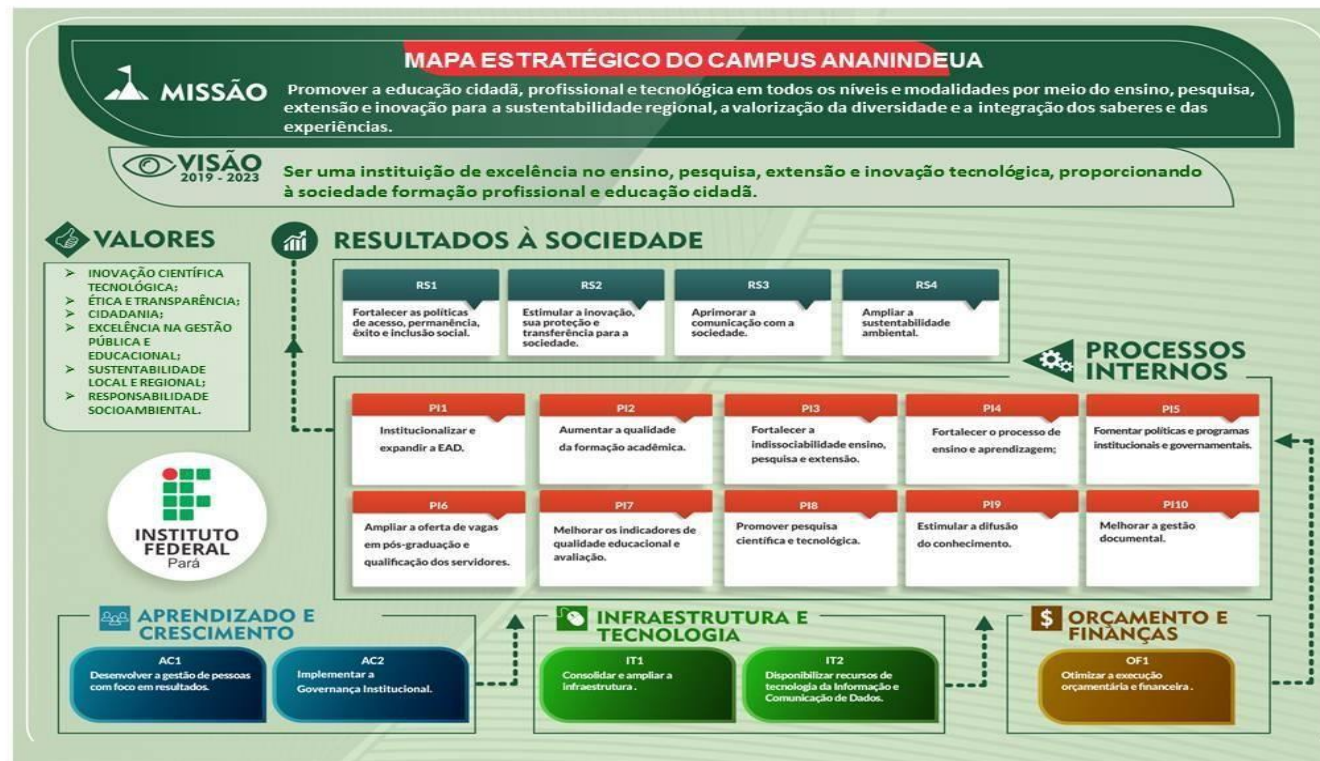 MAPA ESTRATÉGICO DO CAMPUS ANANINDEUA
MISSÃO
Promover a educação cidadã, profissional e tecnológica em todos os níveis e modalidades por meio do ensino, pesquisa,
extensão e inovação para a sustentabilidade regional, a valorização da diversidade e a integração dos saberes e das
experiências.
VISÃO
2019 - 2023
Ser uma instituição de excelência no ensino, pesquisa, extensão e inovação tecnológica, proporcionando
à sociedade formação profissional e educação cidadã.
VALORES
➢ INOVAÇÃO CIENTÍFICA
TECNOLÓGICA;
➢ ÉTICA E TRANSPARÊNCIA;
➢ CIDADANIA;
➢ EXCELÊNCIA NA GESTÃO
PÚBLICA E
EDUCACIONAL;
➢ SUSTENTABILIDADE
LOCAL E REGIONAL;
➢ RESPONSABILIDADE
SOCIOAMBIENTAL.
INSTITUTO
FEDERAL
Pará
RESULTADOS À SOCIEDADE
RS1
Fortalecer as políticas
de acesso, permanência,
êxito e inclusão social.
RS2
Estimular a inovação,
sua proteção e
transferência para a
sociedade.
RS3
Aprimorar a
comunicação com a
sociedade.
RS4
Ampliar a
sustentabilidade
ambiental.
PROCESSOS
INTERNOS
PI1
Institucionalizar e
expandir a EAD.
PI2
Aumentar a qualidade
da formação acadêmica.
PI3
Fortalecer a
indissociabilidade ensino,
pesquisa e extensão.
PI4
Fortalecer o processo de
ensino e aprendizagem;
PI5
Fomentar políticas e programas
institucionais e governamentais.
PI6
Ampliar a oferta de vagas
em pós-graduação e
qualificação dos servidores.
PI7
Melhorar os indicadores de
qualidade educacional e
avaliação.
PI8
Promover pesquisa
científica e tecnológica.
PI9
Estimular a difusão
do conhecimento.
PI10
Melhorar a gestão
documental.
APRENDIZADO E
CRESCIMENTO
AC1
Desenvolver a gestão de pessoas
com foco em resultados.
AC2
Implementar a
Governança Institucional.
INFRAESTRUTURA E
TECNOLOGIA
IT1
Consolidar e ampliar a
infraestrutura .
IT2
Disponibilizar recursos de
tecnologia da Informação e
Comunicação de Dados.
$
ORÇAMENTO E
FINANÇAS
OF1
Otimizar a execução
orçamentária e financeira .